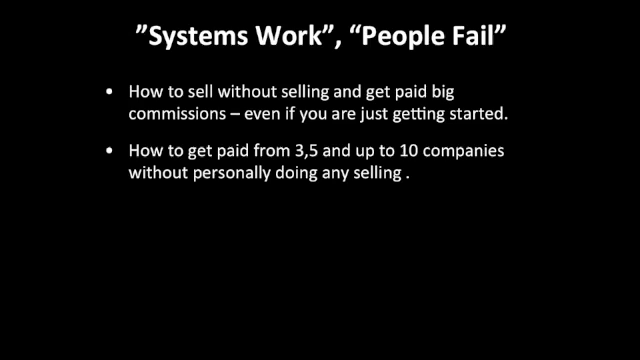 ”Systems Work”, “People Fail”
• How to sell without selling and get paid big
commissions – even if you are just getting started.
• How to get paid from 3,5 and up to 10 companies
without personally doing any selling .